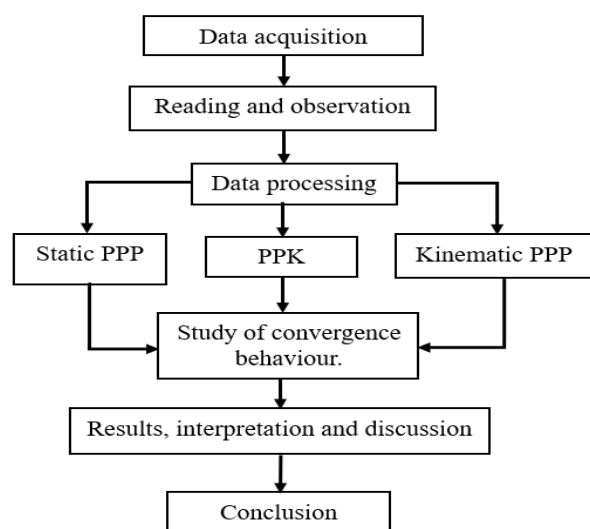 Data acquisition
Reading and observation
Data processing
Static PPP
PPK
Kinematic PPP
Study of convergence
behaviour.
Results, interpretation and discussion
Conclusion